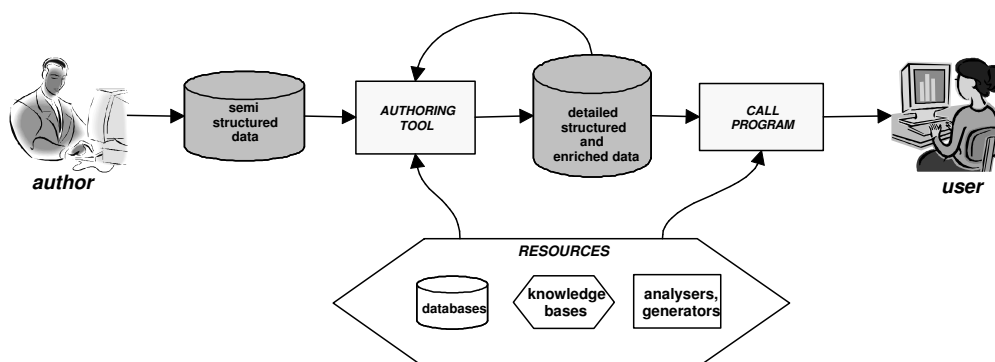 author
semi
structured
data
AUTHORING
TOOL
detailed
structured
and
enriched data
CALL
PROGRAM
user
RESOURCES
databases
knowledge
bases
analysers,
generators